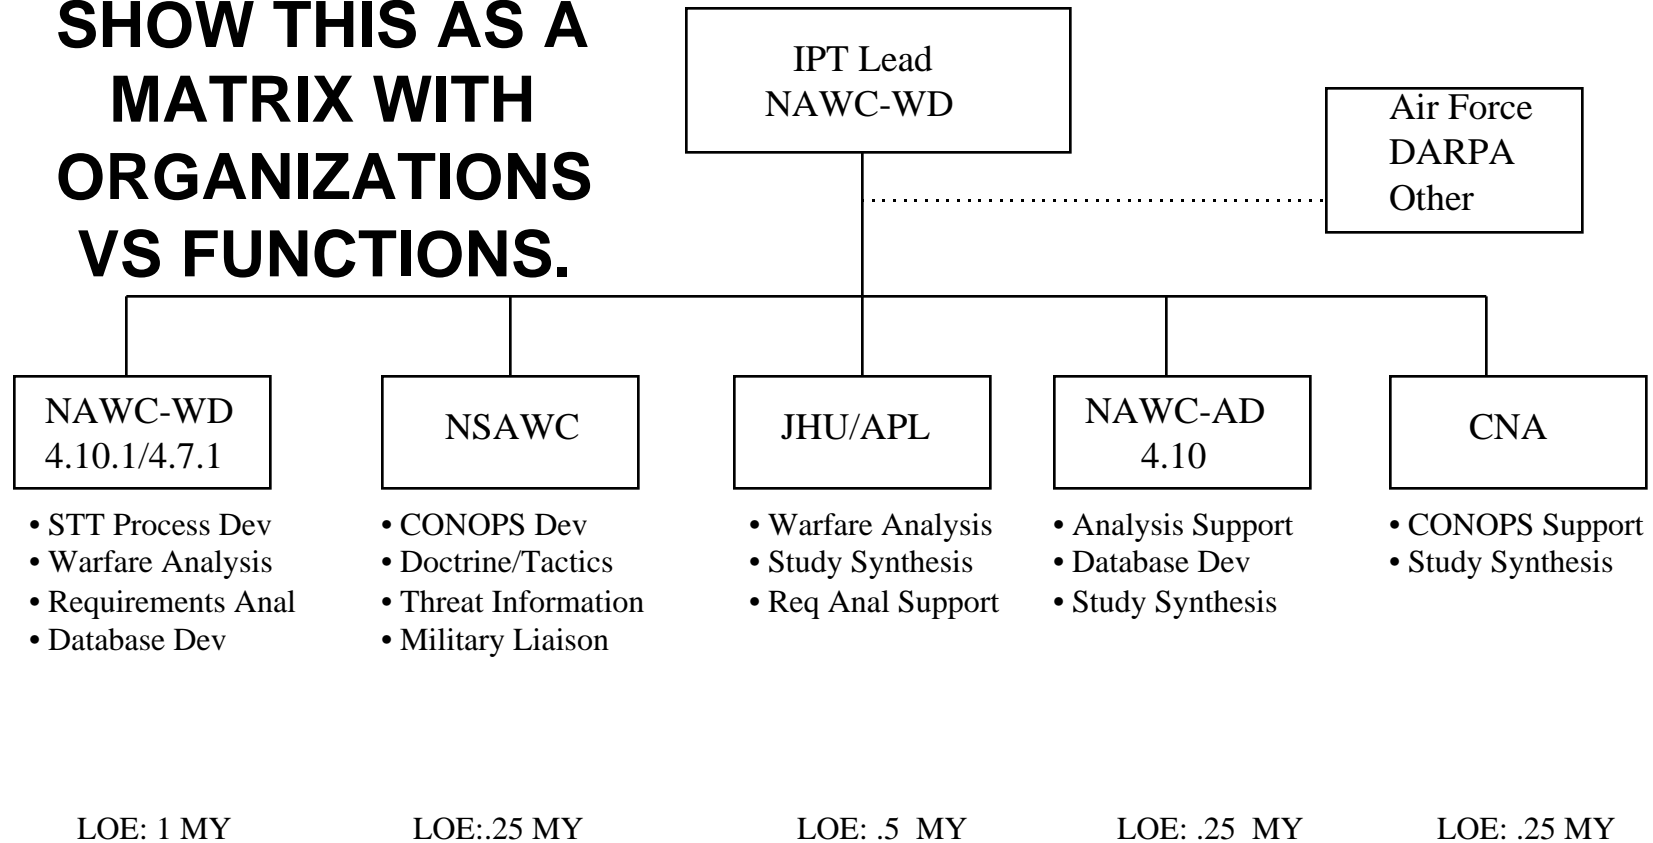 SHOW THIS AS A
MATRIX WITH
ORGANIZATIONS
VS FUNCTIONS.
IPT Lead
NAWC-WD
Air Force
DARPA
Other
NAWC-WD
4.10.1/4.7.1
NSAWC
JHU/APL
NAWC-AD
4.10
CNA
• STT Process Dev
• Warfare Analysis
• Requirements Anal
• Database Dev
• CONOPS Dev
• Doctrine/Tactics
• Threat Information
• Military Liaison
• Warfare Analysis
• Study Synthesis
• Req Anal Support
• Analysis Support
• Database Dev
• Study Synthesis
• CONOPS Support
• Study Synthesis
LOE: 1 MY
LOE:.25 MY
LOE: .5 MY
LOE: .25 MY
LOE: .25 MY